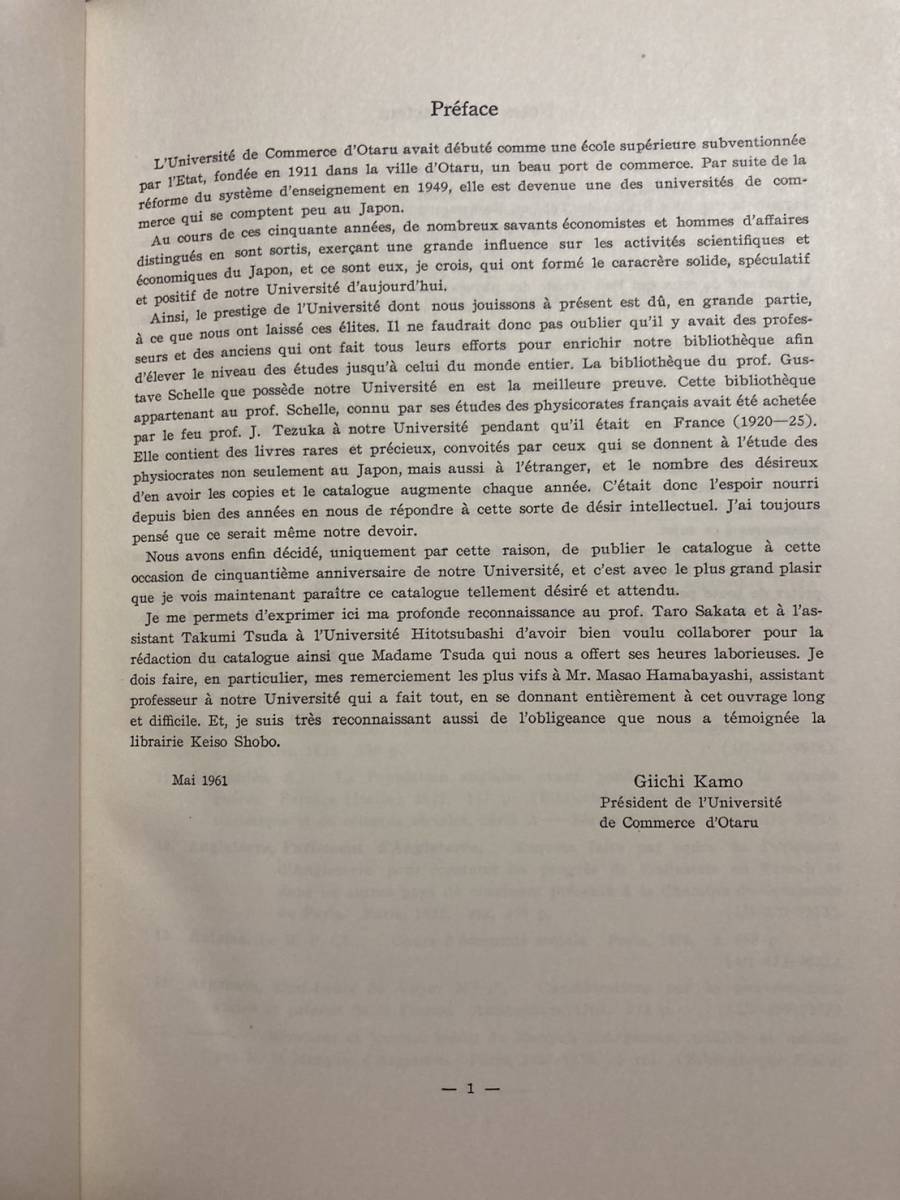 Préface
L'Université de Commerce d'Otaru avait débuté comme une école supérieure subventionnée
par l'Etat, fondée en 1911 dans la ville d'Otaru, un beau port de commerce. Par suite de la
réforme du système d'enseignement en 1949, elle est devenue une des universités de com-
merce qui se comptent peu au Japon.
Au cours de ces cinquante années, de nombreux savants économistes et hommes d'affaires
distingués en sont sortis, exerçant une grande influence sur les activités scientifiques et
économiques du Japon, et ce sont eux, je crois, qui ont formé le caracrère solide, spéculatif
et positif de notre Université d'aujourd'hui.
Ainsi, le prestige de l'Université dont nous jouissons à présent est dû, en grande partie,
à ce que nous ont laissé ces élites. Il ne faudrait donc pas oublier qu'il y avait des profes-
seurs et des anciens qui ont fait tous leurs efforts pour enrichir notre bibliothèque afin
d'élever le niveau des études jusqu'à celui du monde entier. La bibliothèque du prof. Gus-
tave Schelle que possède notre Université en est la meilleure preuve. Cette bibliothèque
appartenant au prof. Schelle, connu par ses études des physicorates français avait été achetée
par le feu prof. J. Tezuka à notre Université pendant qu'il était en France (1920—25).
Elle contient des livres rares et précieux, convoités par ceux qui se donnent à l'étude des
physiocrates non seulement au Japon, mais aussi à l'étranger, et le nombre des désireux
d'en avoir les copies et le catalogue augmente chaque année. C'était donc l'espoir nourri
depuis bien des années en nous de répondre à cette sorte de désir intellectuel. J'ai toujours
pensé que ce serait même notre devoir.
Nous avons enfin décidé, uniquement par cette raison, de publier le catalogue à cette
occasion de cinquantième anniversaire de notre Université, et c'est avec le plus grand plasir
que je vois maintenant paraître ce catalogue tellement désiré et attendu.
Je me permets d'exprimer ici ma profonde reconnaissance au prof. Taro Sakata et à l'as-
sistant Takumi Tsuda à l'Université Hitotsubashi d'avoir bien voulu collaborer pour la
rédaction du catalogue ainsi que Madame Tsuda qui nous a offert ses heures laborieuses. Je
dois faire, en particulier, mes remerciement les plus vifs à Mr. Masao Hamabayashi, assistant
professeur à notre Université qui a fait tout, en se donnant entièrement à cet ouvrage long
et difficile. Et, je suis très reconnaissant aussi de l'obligeance que nous a témoignée la
librairie Keiso Shobo.
Mai 1961
Giichi Kamo
Président de l'Université
de Commerce d'Otaru
— 1 —